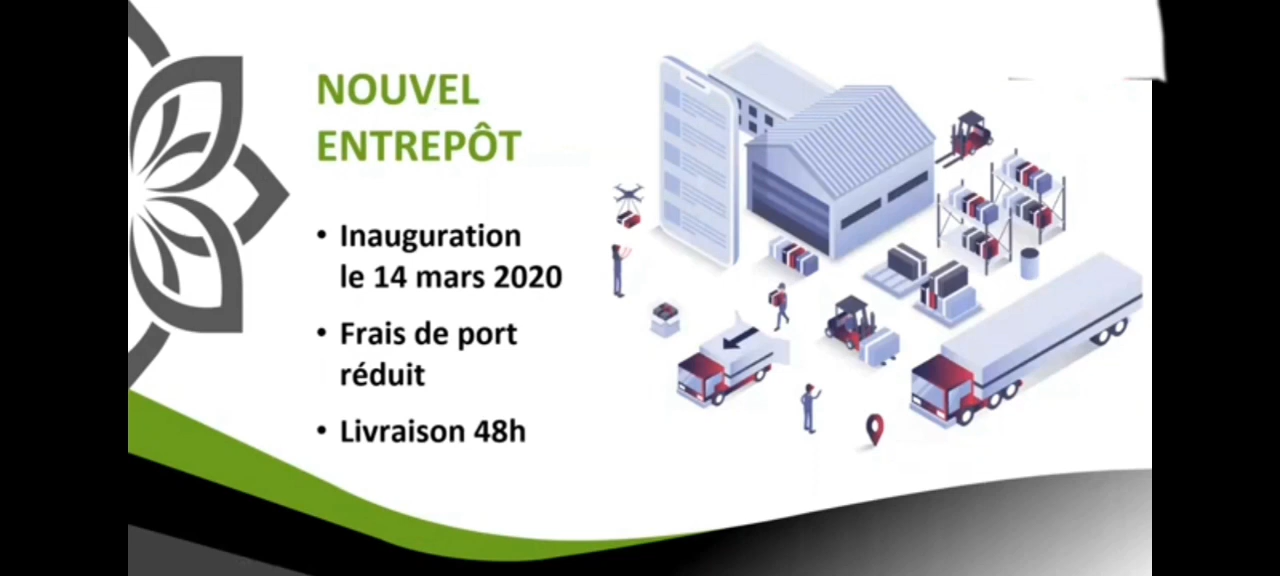 NOUVEL
ENTREPÔT
• Inauguration
le 14 mars 2020
• Frais de port
réduit
• Livraison 48h